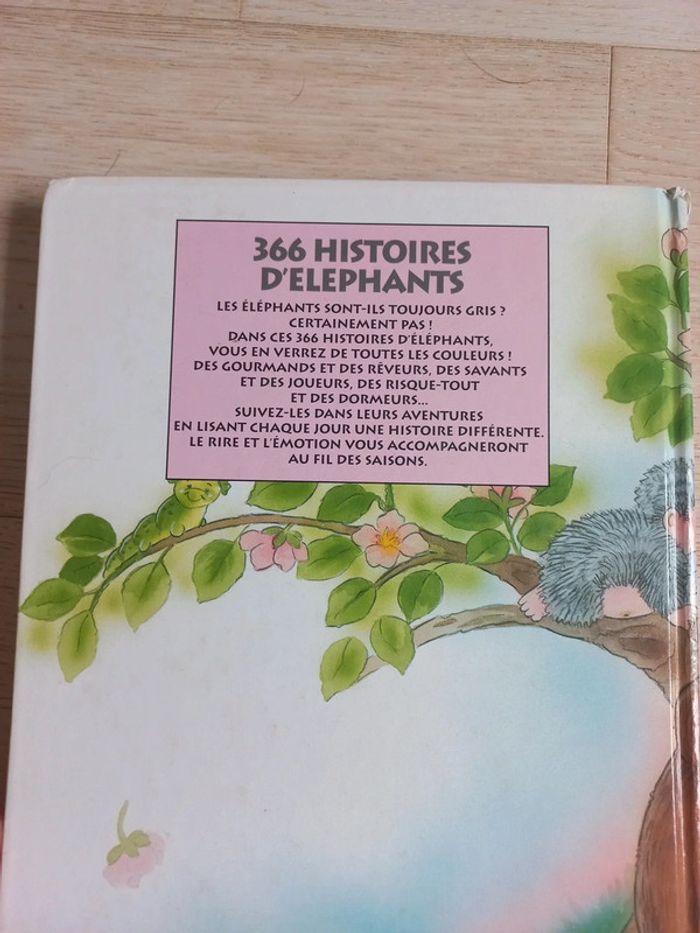 366 HISTOIRES
D'ELEPHANTS
LES ÉLÉPHANTS SONT-ILS TOUJOURS GRIS ?
CERTAINEMENT PAS !
DANS CES 366 HISTOIRES D'ÉLÉPHANTS,
VOUS EN VERREZ DE TOUTES LES COULEURS !
DES GOURMANDS ET DES RÊVEURS, DES SAVANTS
ET DES JOUEURS, DES RISQUE-TOUT
ET DES DORMEURS...
SUIVEZ-LES DANS LEURS AVENTURES
EN LISANT CHAQUE JOUR UNE HISTOIRE DIFFÉRENTE.
LE RIRE ET L'ÉMOTION VOUS ACCOMPAGNERONT
AU FIL DES SAISONS.